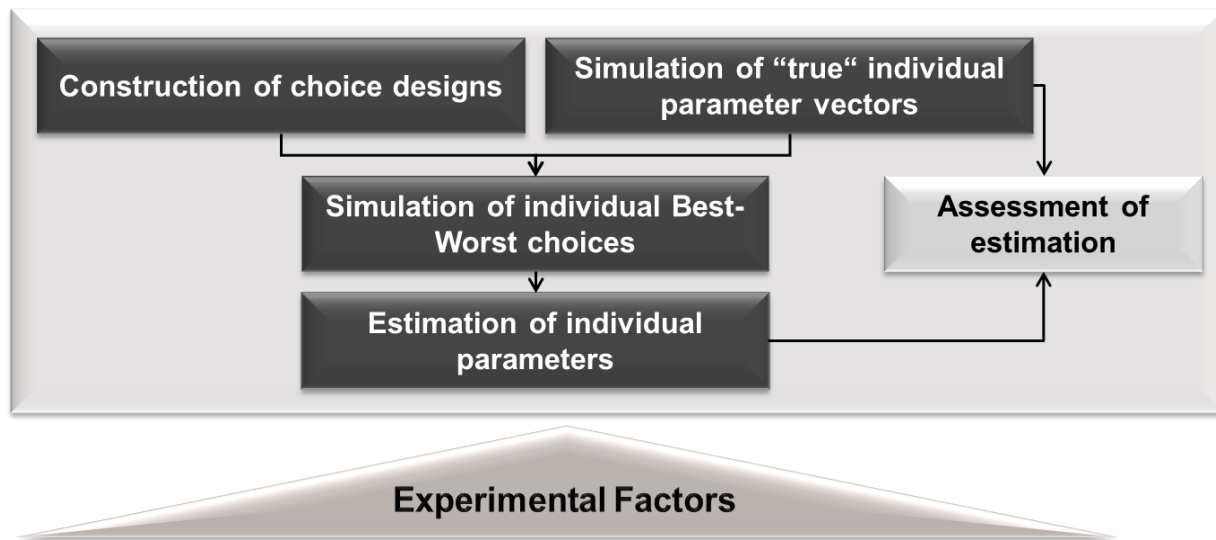 Construction of choice designs
Simulation of “true“ individual
parameter vectors
Simulation of individual Best-
Worst choices
Assessment of
estimation
Estimation of individual
parameters
Experimental Factors